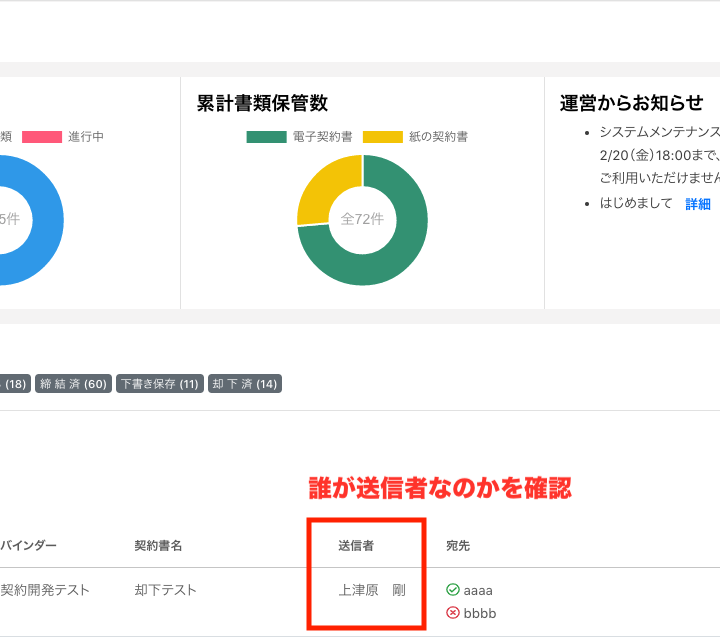 累計書類保管数
運営からお知らせ
類 進行中
電子契約書 紙の契約書
システムメンテナンス
2/20(金)18:00まで、
ご利用いただけません
はじめまして 詳細
5件
全72件
(18) 締結済 (60) 下書き保存 (11) 却下済 (14)
誰が送信者なのかを確認
バインダー 契約書名 送信者 宛先
契約開発テスト 却下テスト 上津原 剛 aaaa
bbbb